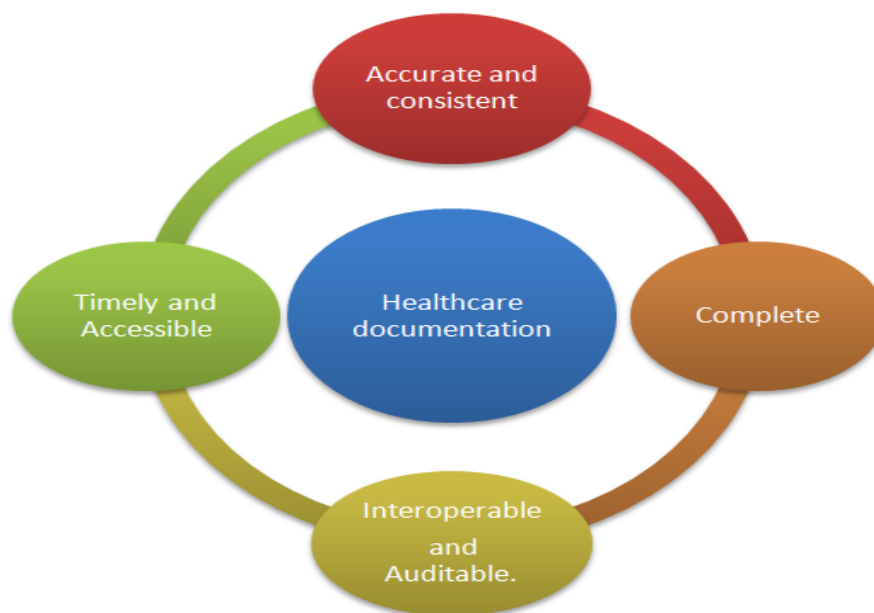 Accurate and
consistent
Timely and
Accessible
Healthcare
documentation
Complete
Interoperable
and
Auditable.